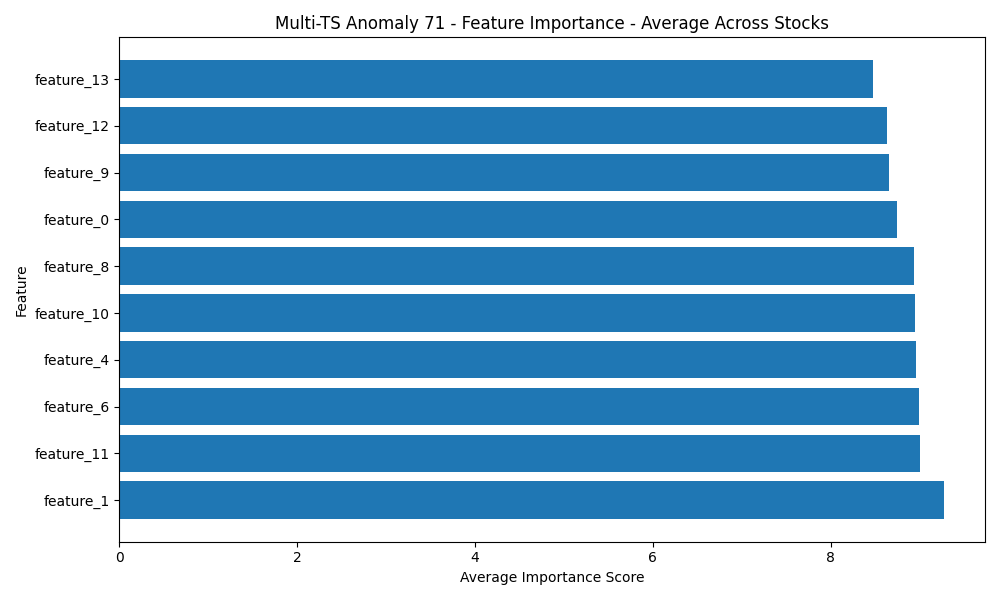 Multi-TS Anomaly 71 - Feature Importance - Average Across Stocks
feature_13
feature_12
feature_9
feature_0
feature_8
feature_10
feature_4
feature_6
feature_11
feature_1
Feature
0 2 4 6 8
Average Importance Score